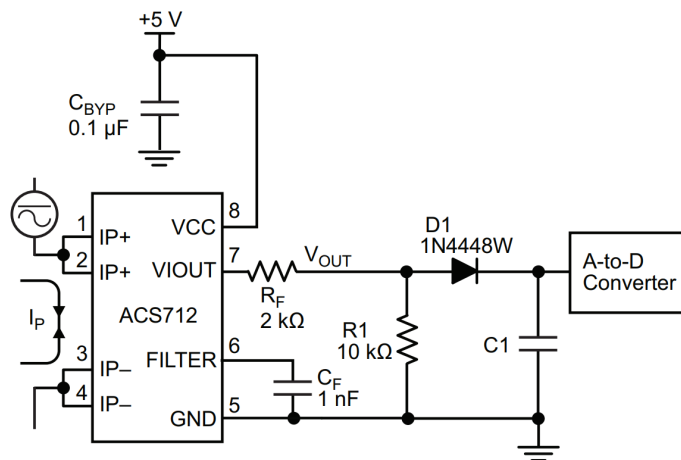 +5 V
C_BYP
0.1 µF
1
IP+
2
IP+
I_P
3
IP–
4
IP–
VCC
8
VIOUT
7
ACS712
FILTER
6
GND
5
R_F
2 kΩ
V_OUT
C_F
1 nF
R1
10 kΩ
D1
1N4448W
C1
A-to-D
Converter